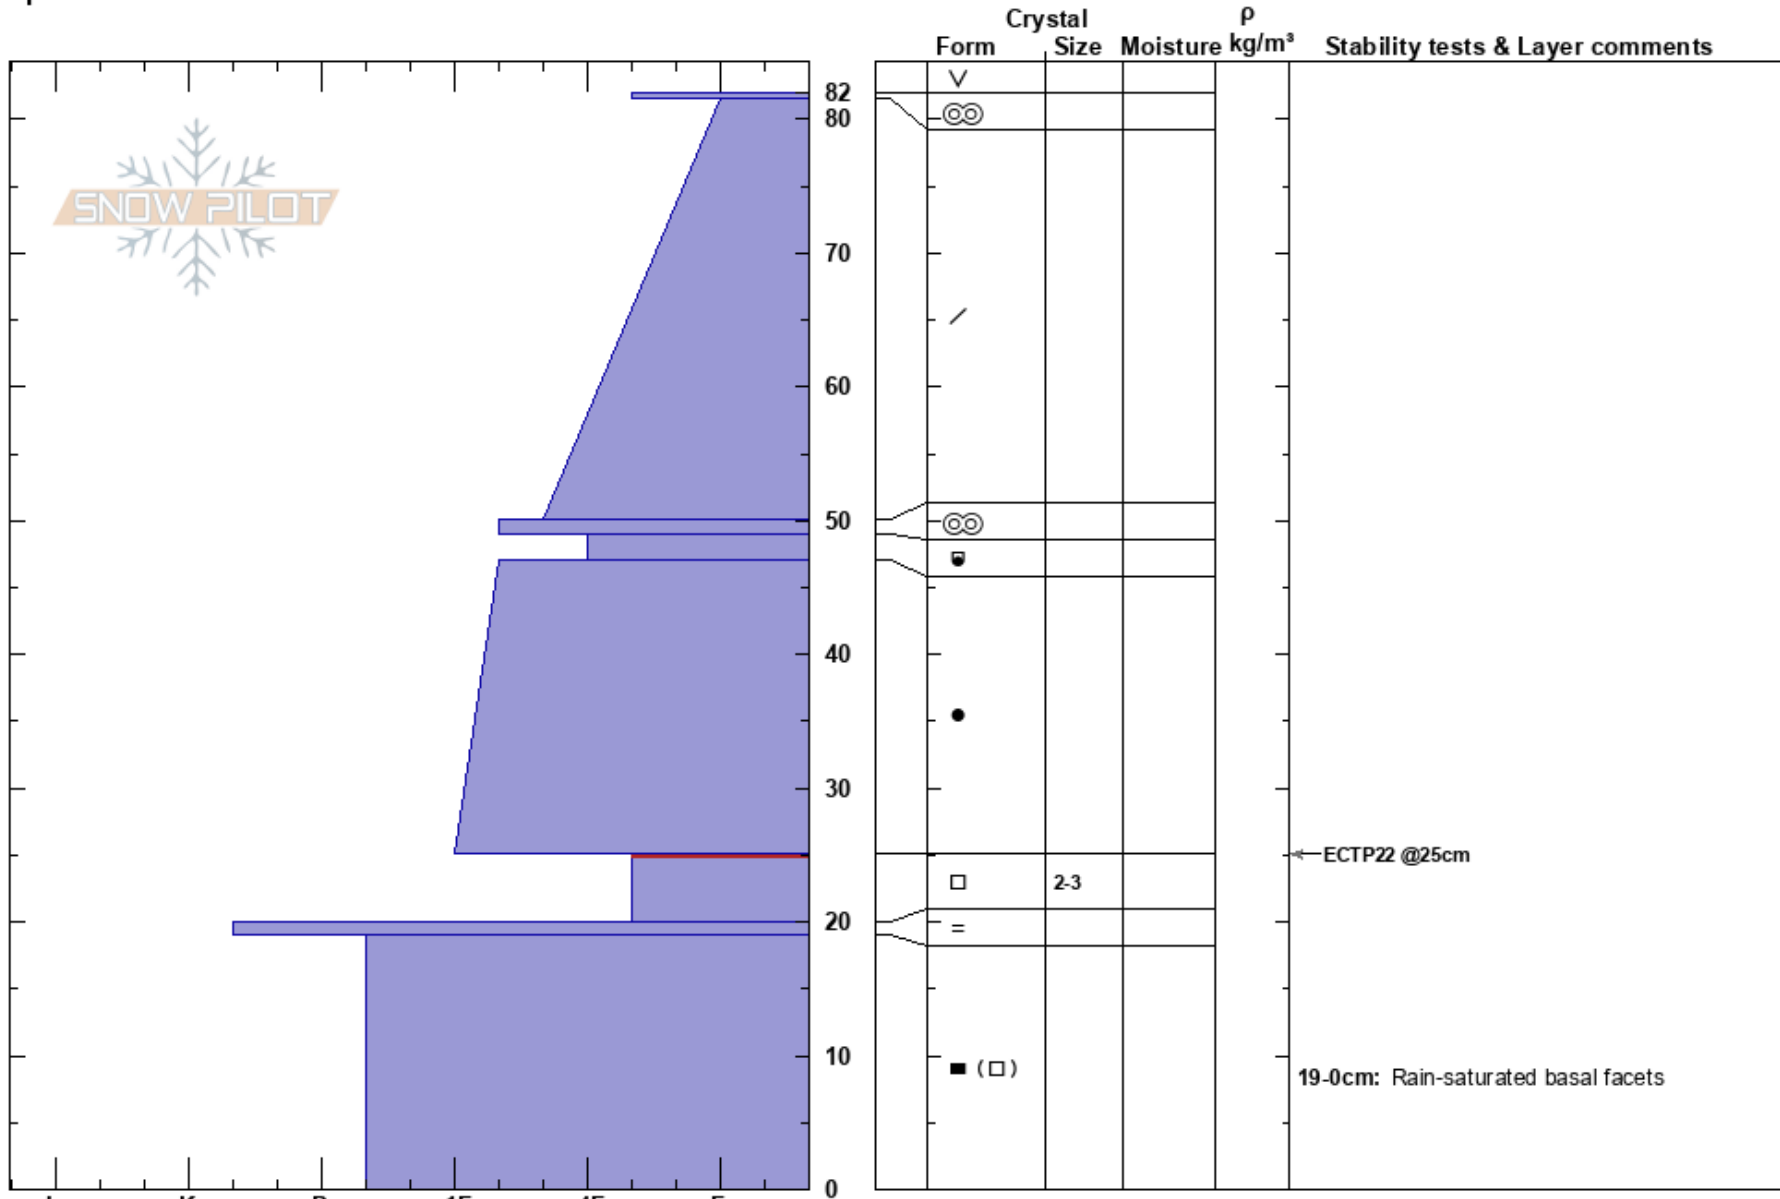 Crystal ρ
Form Size Moisture kg/m³ Stability tests & Layer comments
SNOW PILOT
82
80
70
60
50
40
30
ECTP22 @25cm
2-3
20
10
19-0cm: Rain-saturated basal facets
0